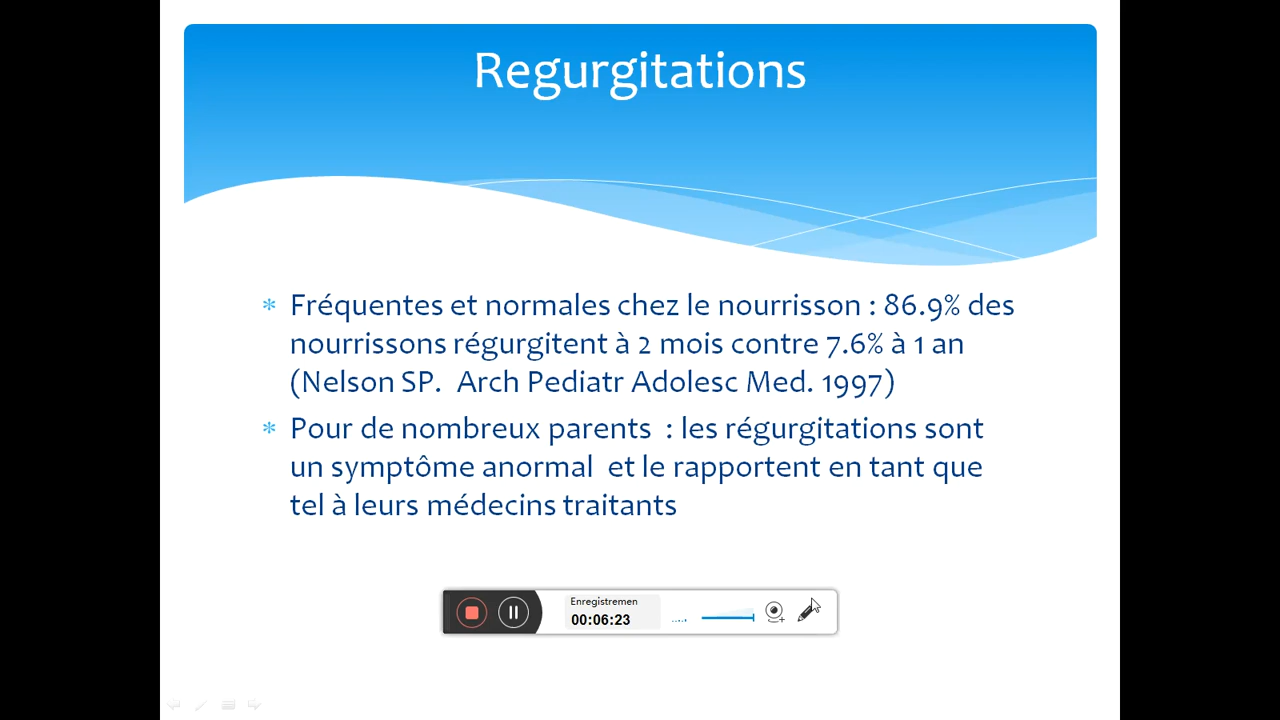 Regurgitations
* Fréquentes et normales chez le nourrisson : 86.9% des
nourrissons régurgitent à 2 mois contre 7.6% à 1 an
(Nelson SP.  Arch Pediatr Adolesc Med. 1997)
* Pour de nombreux parents  : les régurgitations sont
un symptôme anormal  et le rapportent en tant que
tel à leurs médecins traitants
Enregistremen
00:06:23